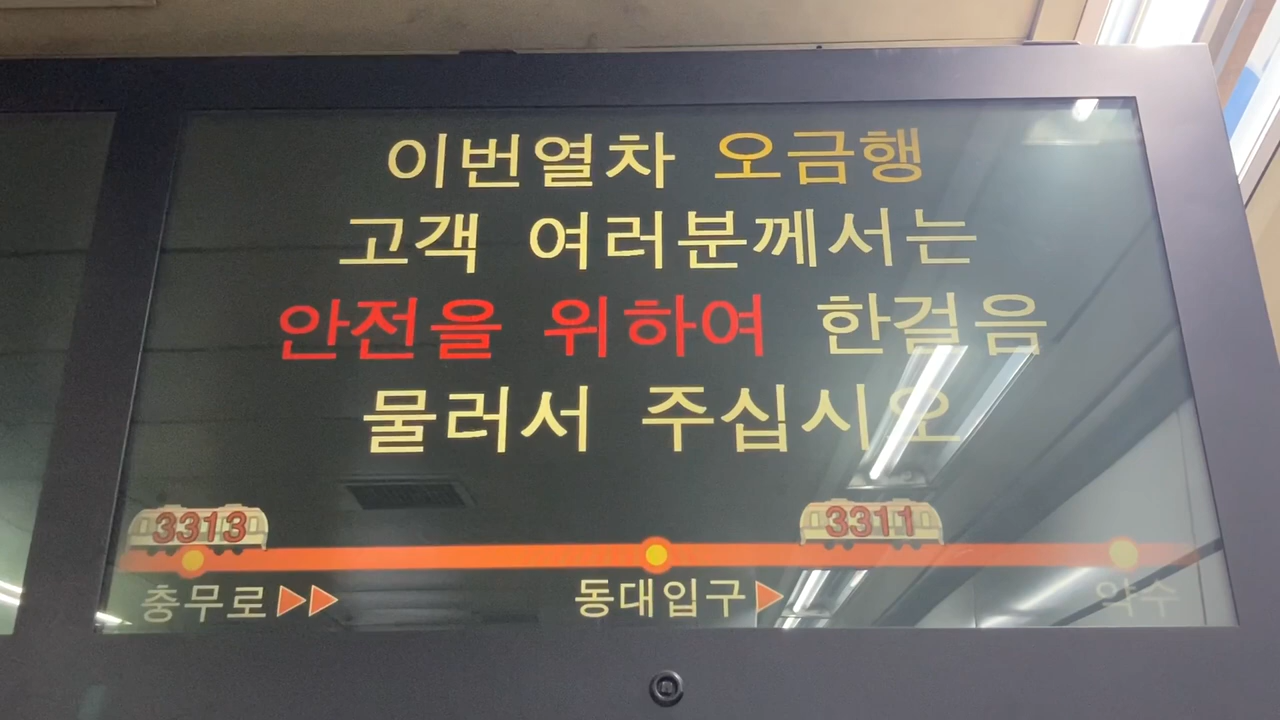 이번열차 오금행
고객 여러분께서는
안전을 위하여 한걸음
물러서 주십시오
3313 3311
충무로 동대입구 약수